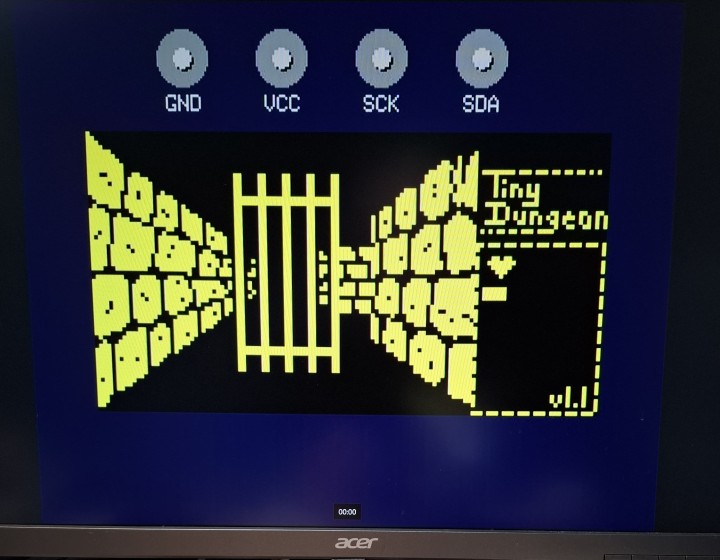 GND VCC SCK SDA
Tiny
Dungeon
v1.1
00:00
acer